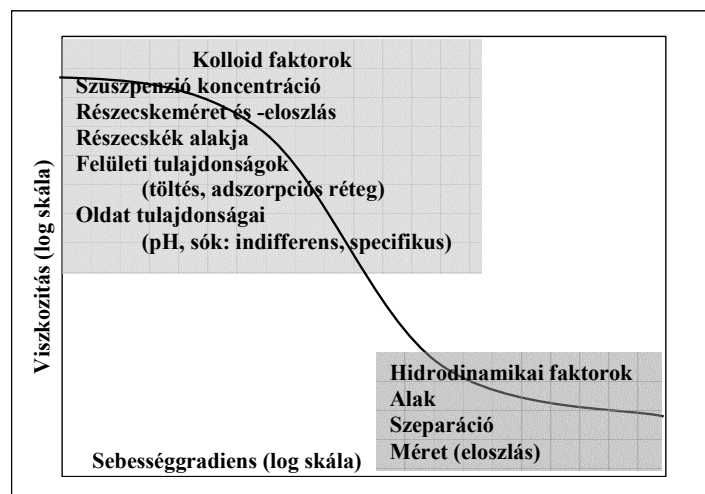 Kolloid faktorok
Szuszpenzió koncentráció
Részecskeméret és -eloszlás
Részecskék alakja
Felületi tulajdonságok
(töltés, adszorpciós réteg)
Oldat tulajdonságai
(pH, sók: indifferens, specifikus)
Viszkozitás (log skála)
Hidrodinamikai faktorok
Alak
Szeparáció
Méret (eloszlás)
Sebességgradiens (log skála)